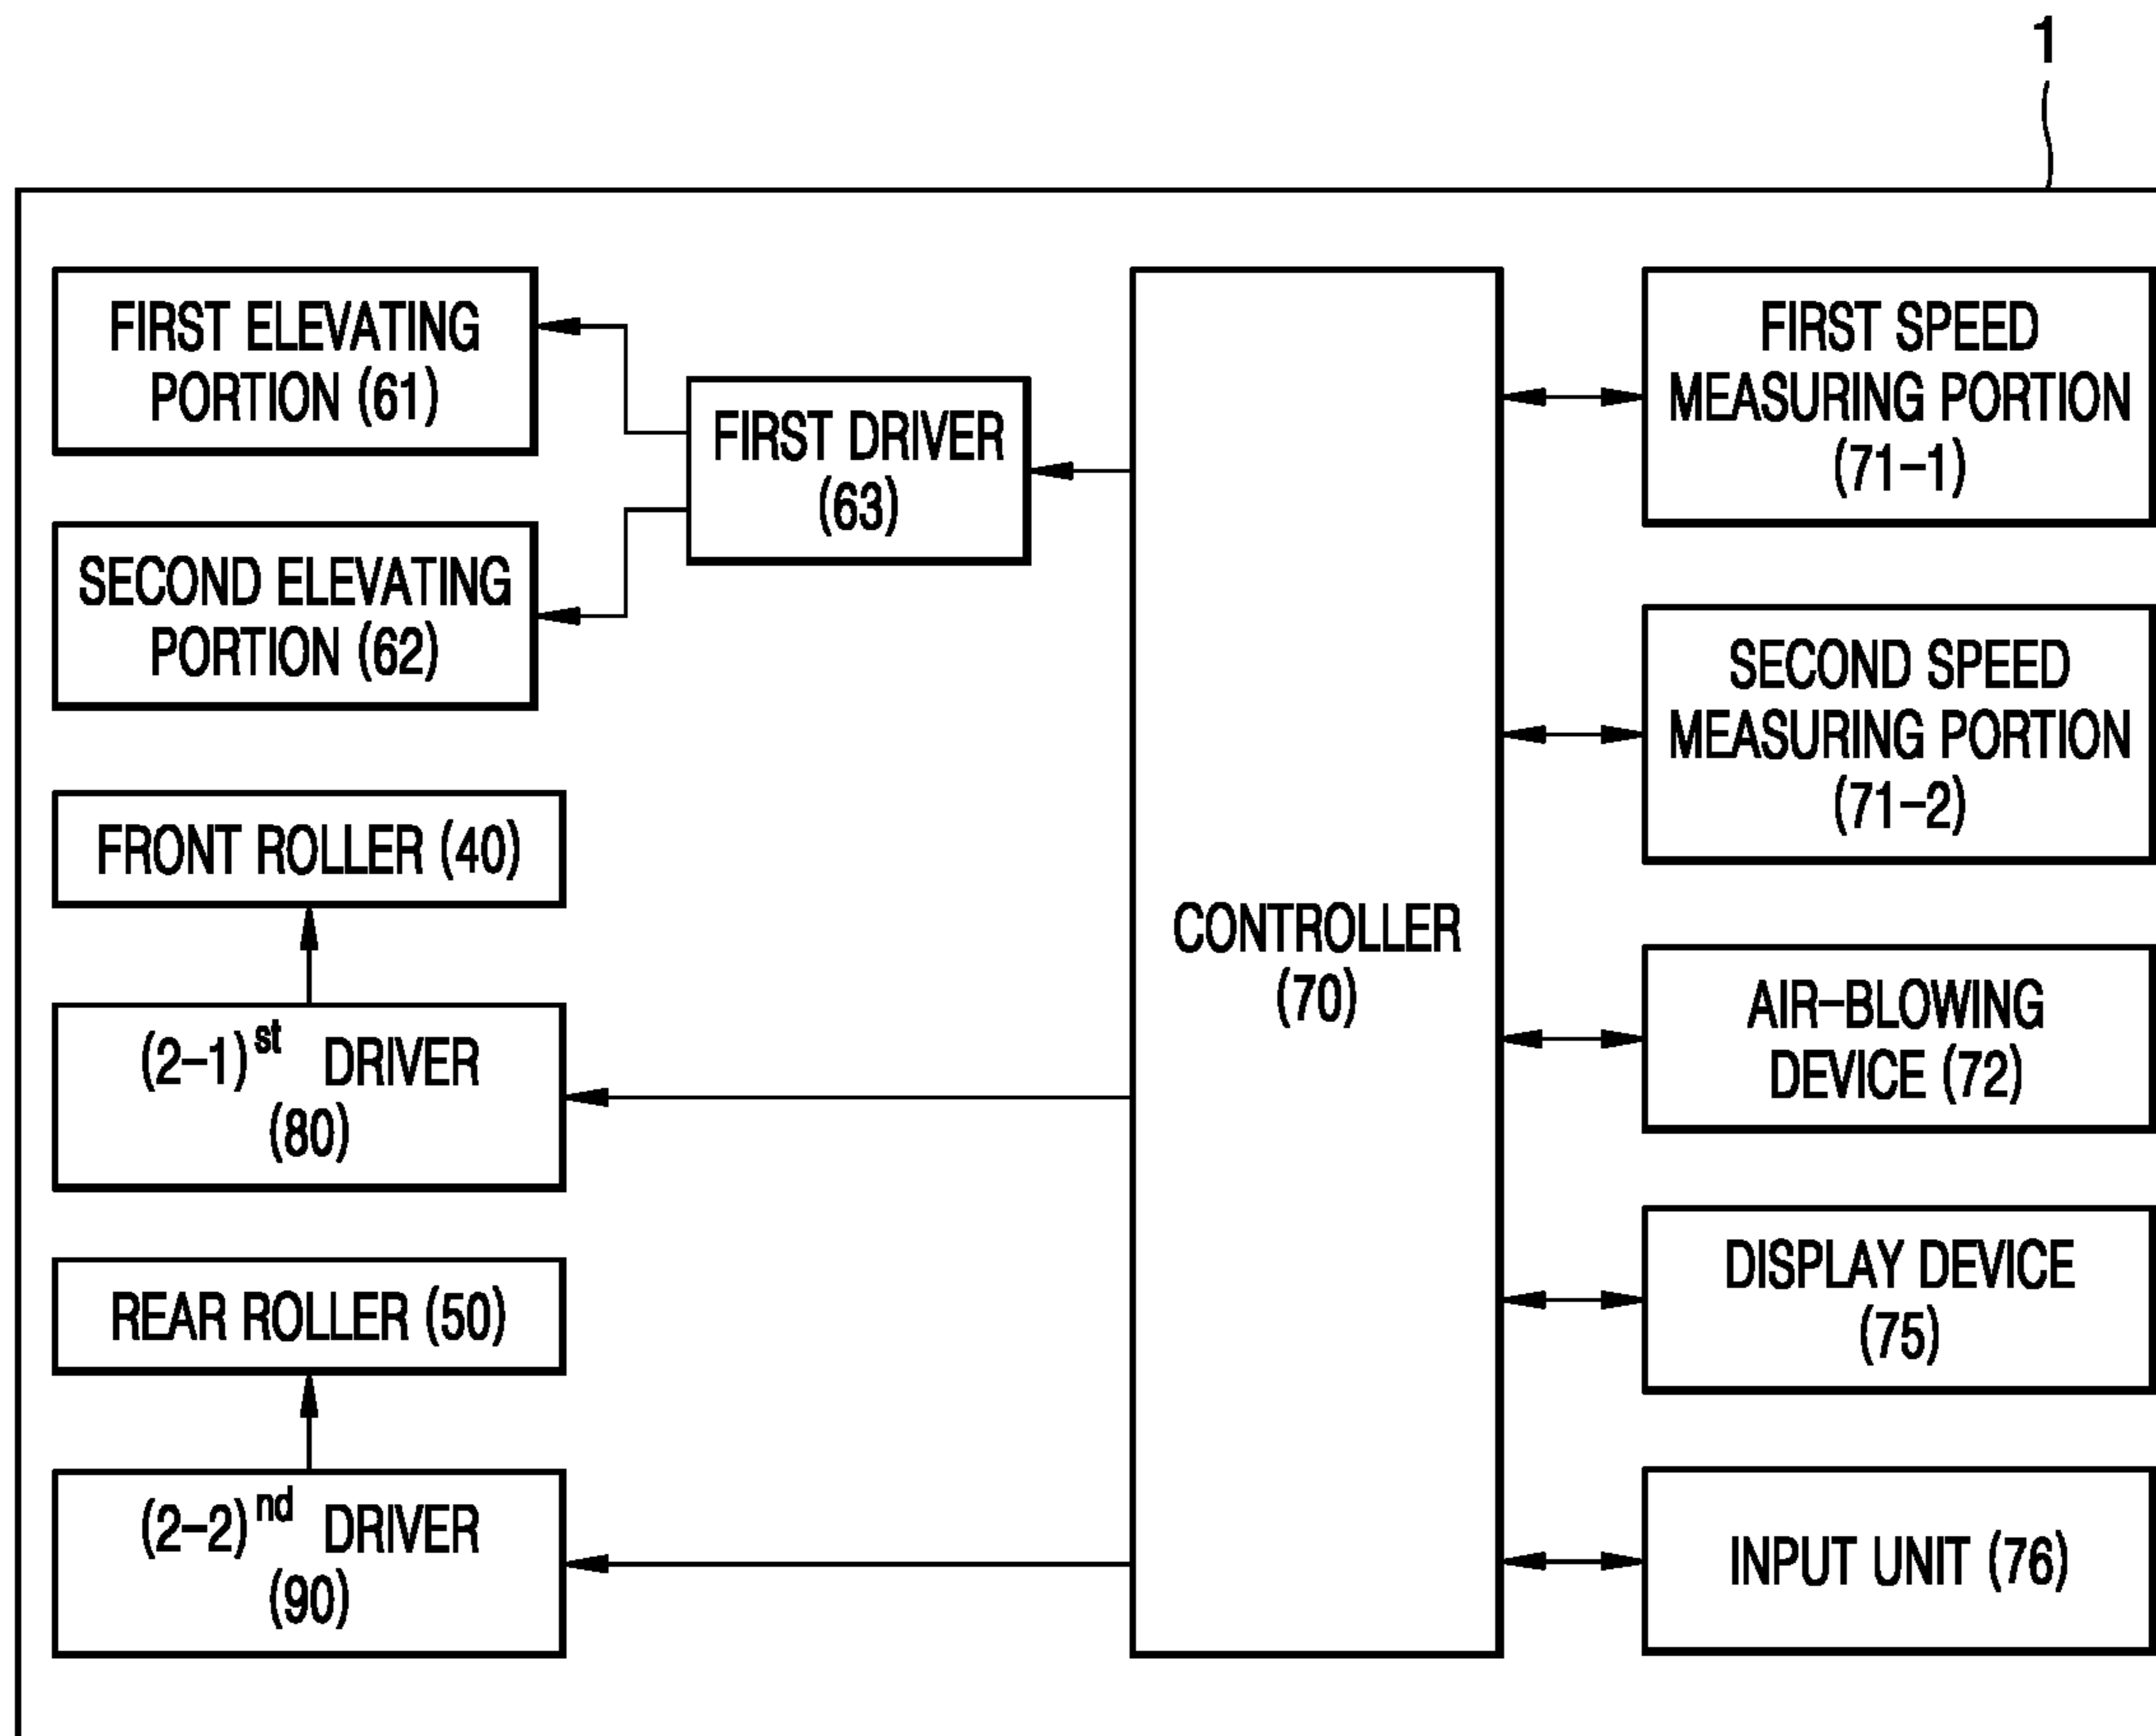 1
FIRST ELEVATING
PORTION (61)
FIRST DRIVER
(63)
SECOND ELEVATING
PORTION (62)
FRONT ROLLER (40)
(2-1)st DRIVER
(80)
REAR ROLLER (50)
(2-2)nd DRIVER
(90)
CONTROLLER
(70)
FIRST SPEED
MEASURING PORTION
(71-1)
SECOND SPEED
MEASURING PORTION
(71-2)
AIR-BLOWING
DEVICE (72)
DISPLAY DEVICE
(75)
INPUT UNIT (76)